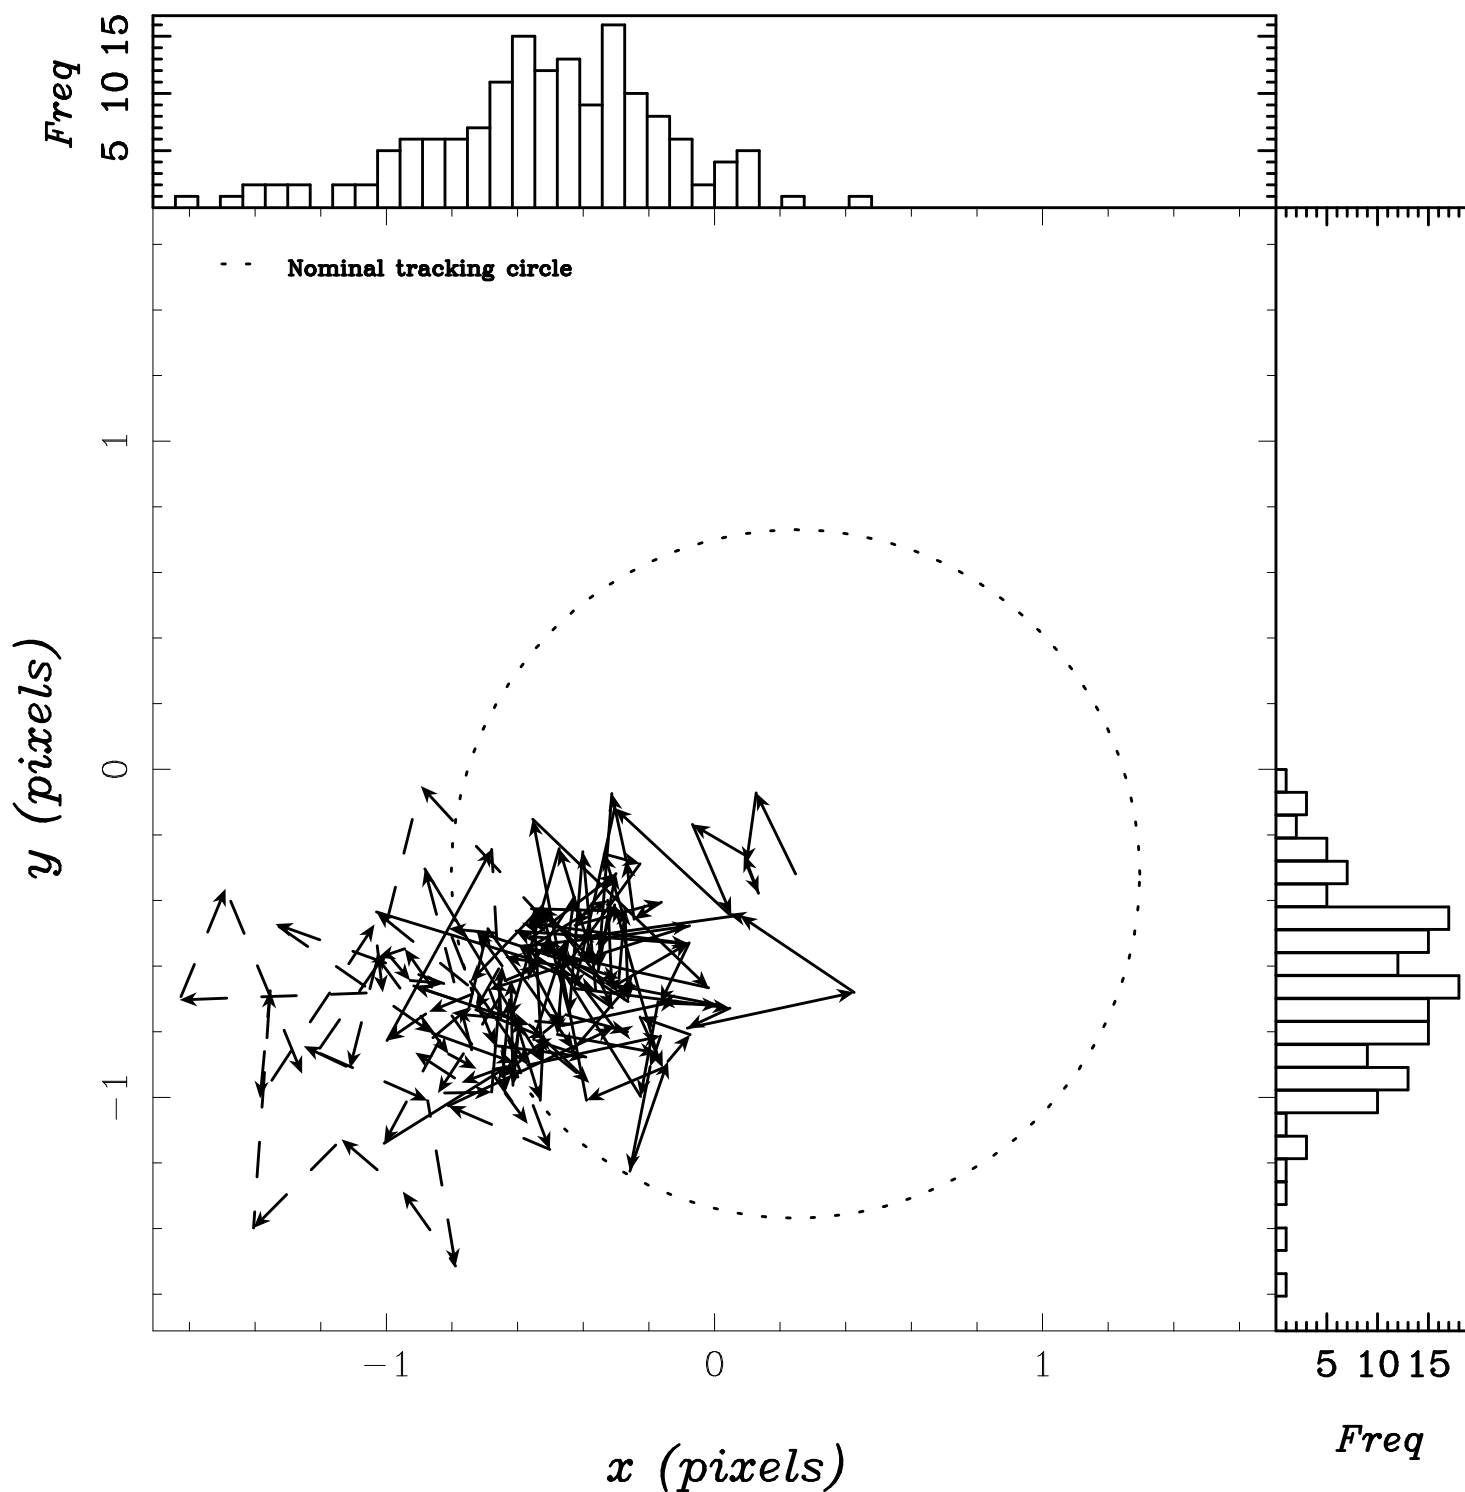 Freq
5 10 15
Nominal tracking circle
1
0
−1
y (pixels)
−1 0 1
5 10 15
x (pixels)
Freq